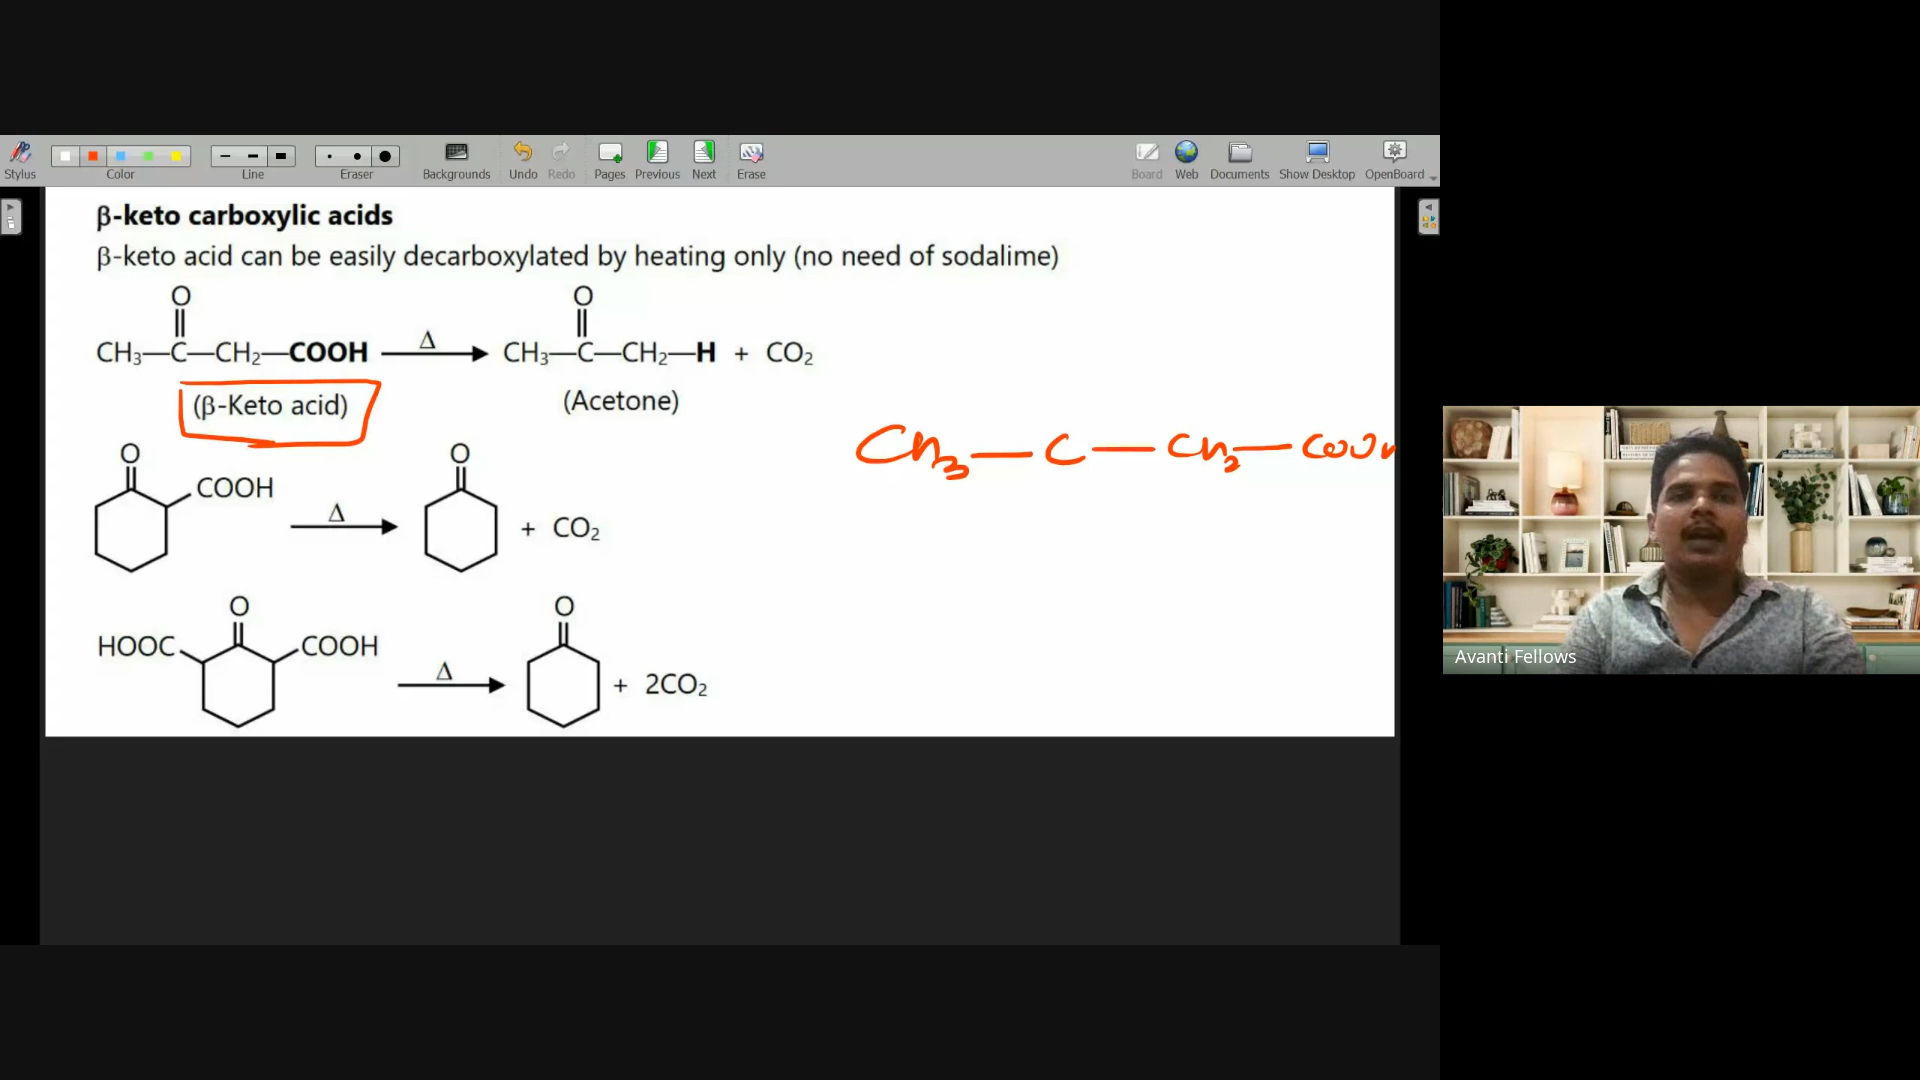 Stylus Color Line Eraser Backgrounds Undo Redo Pages Previous Next Erase Board Web Documents Show Desktop OpenBoard
β-keto carboxylic acids
β-keto acid can be easily decarboxylated by heating only (no need of sodalime)
O O
CH₃—C—CH₂—COOH Δ CH₃—C—CH₂—H + CO₂
(β-Keto acid) (Acetone)
CH₃—C—CH₂—COOH
O COOH Δ O + CO₂
HOOC O COOH Δ O + 2CO₂
Avanti Fellows